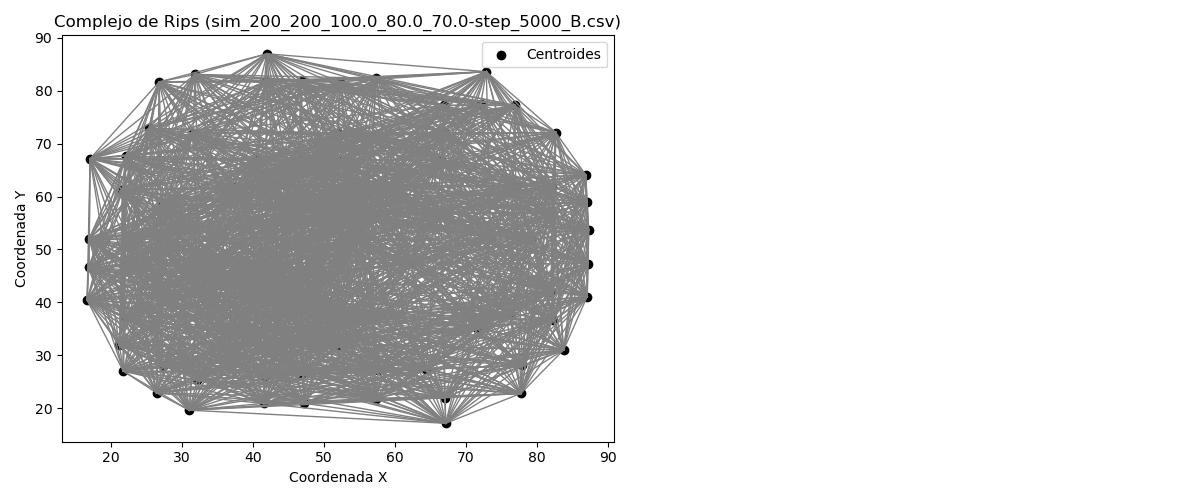 Complejo de Rips (sim_200_200_100.0_80.0_70.0-step_5000_B.csv)
90
80
70
60
50
40
30
20
Coordenada Y
Centroides
20 30 40 50 60 70 80 90
Coordenada X